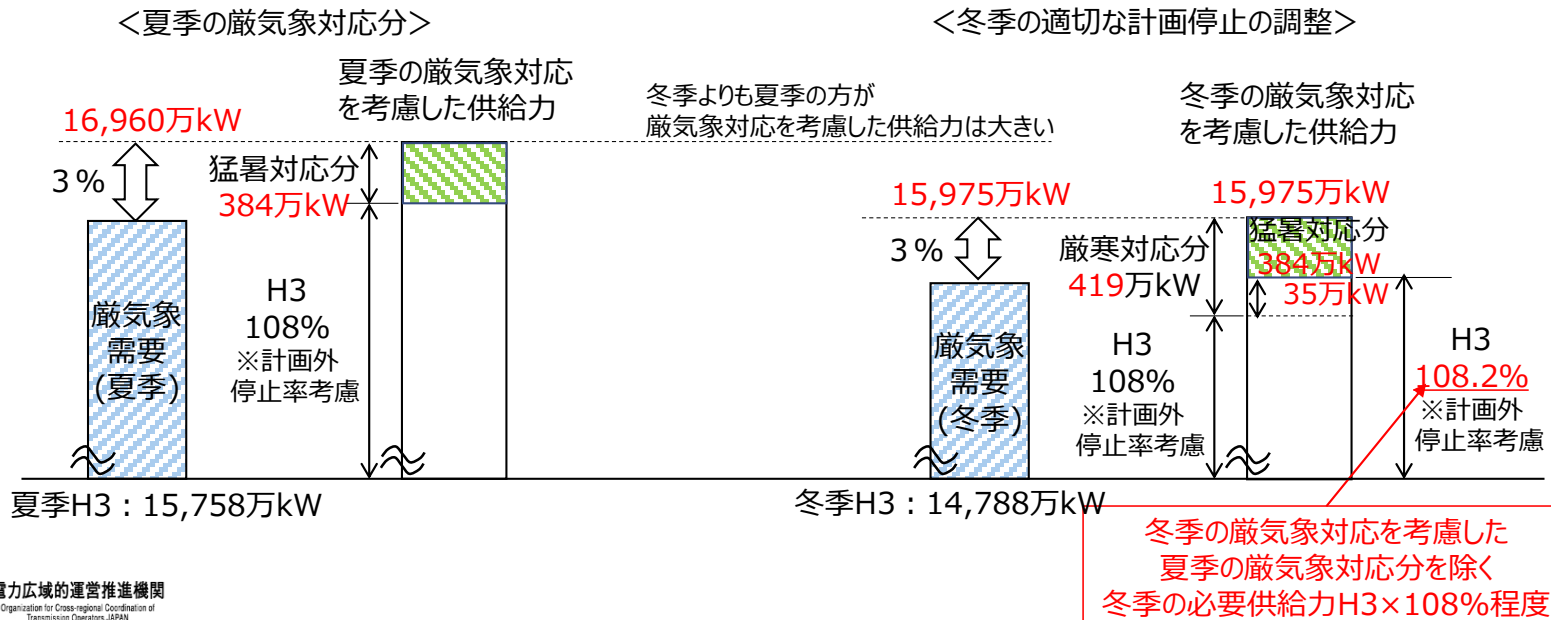 ＜夏季の厳気象対応分＞
夏季の厳気象対応
を考慮した供給力
16,960万kW
3%
猛暑対応分
384万kW
厳気象
需要
(夏季)
H3
108%
※計画外
停止率考慮
夏季H3：15,758万kW
冬季よりも夏季の方が
厳気象対応を考慮した供給力は大きい
＜冬季の適切な計画停止の調整＞
冬季の厳気象対応
を考慮した供給力
15,975万kW
15,975万kW
3%
厳寒対応分
419万kW
猛暑対応分
384万kW
35万kW
厳気象
需要
(冬季)
H3
108%
※計画外
停止率考慮
H3
108.2%
※計画外
停止率考慮
冬季H3：14,788万kW
冬季の厳気象対応を考慮した
夏季の厳気象対応分を除く
冬季の必要供給力H3×108%程度
電力広域的運営推進機関
Organization for Cross-regional Coordination of
Transmission Operators, JAPAN